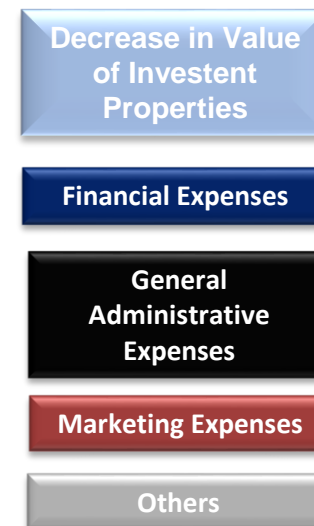 Decrease in Value
of Investent
Properties
Financial Expenses
General
Administrative
Expenses
Marketing Expenses
Others